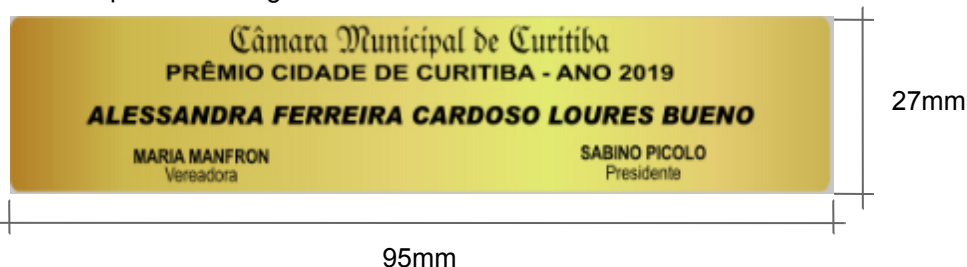 Câmara Municipal de Curitiba
PRÊMIO CIDADE DE CURITIBA - ANO 2019
ALESSANDRA FERREIRA CARDOSO LOURES BUENO
MARIA MANFRON
Vereadora
SABINO PICOLO
Presidente
27mm
95mm